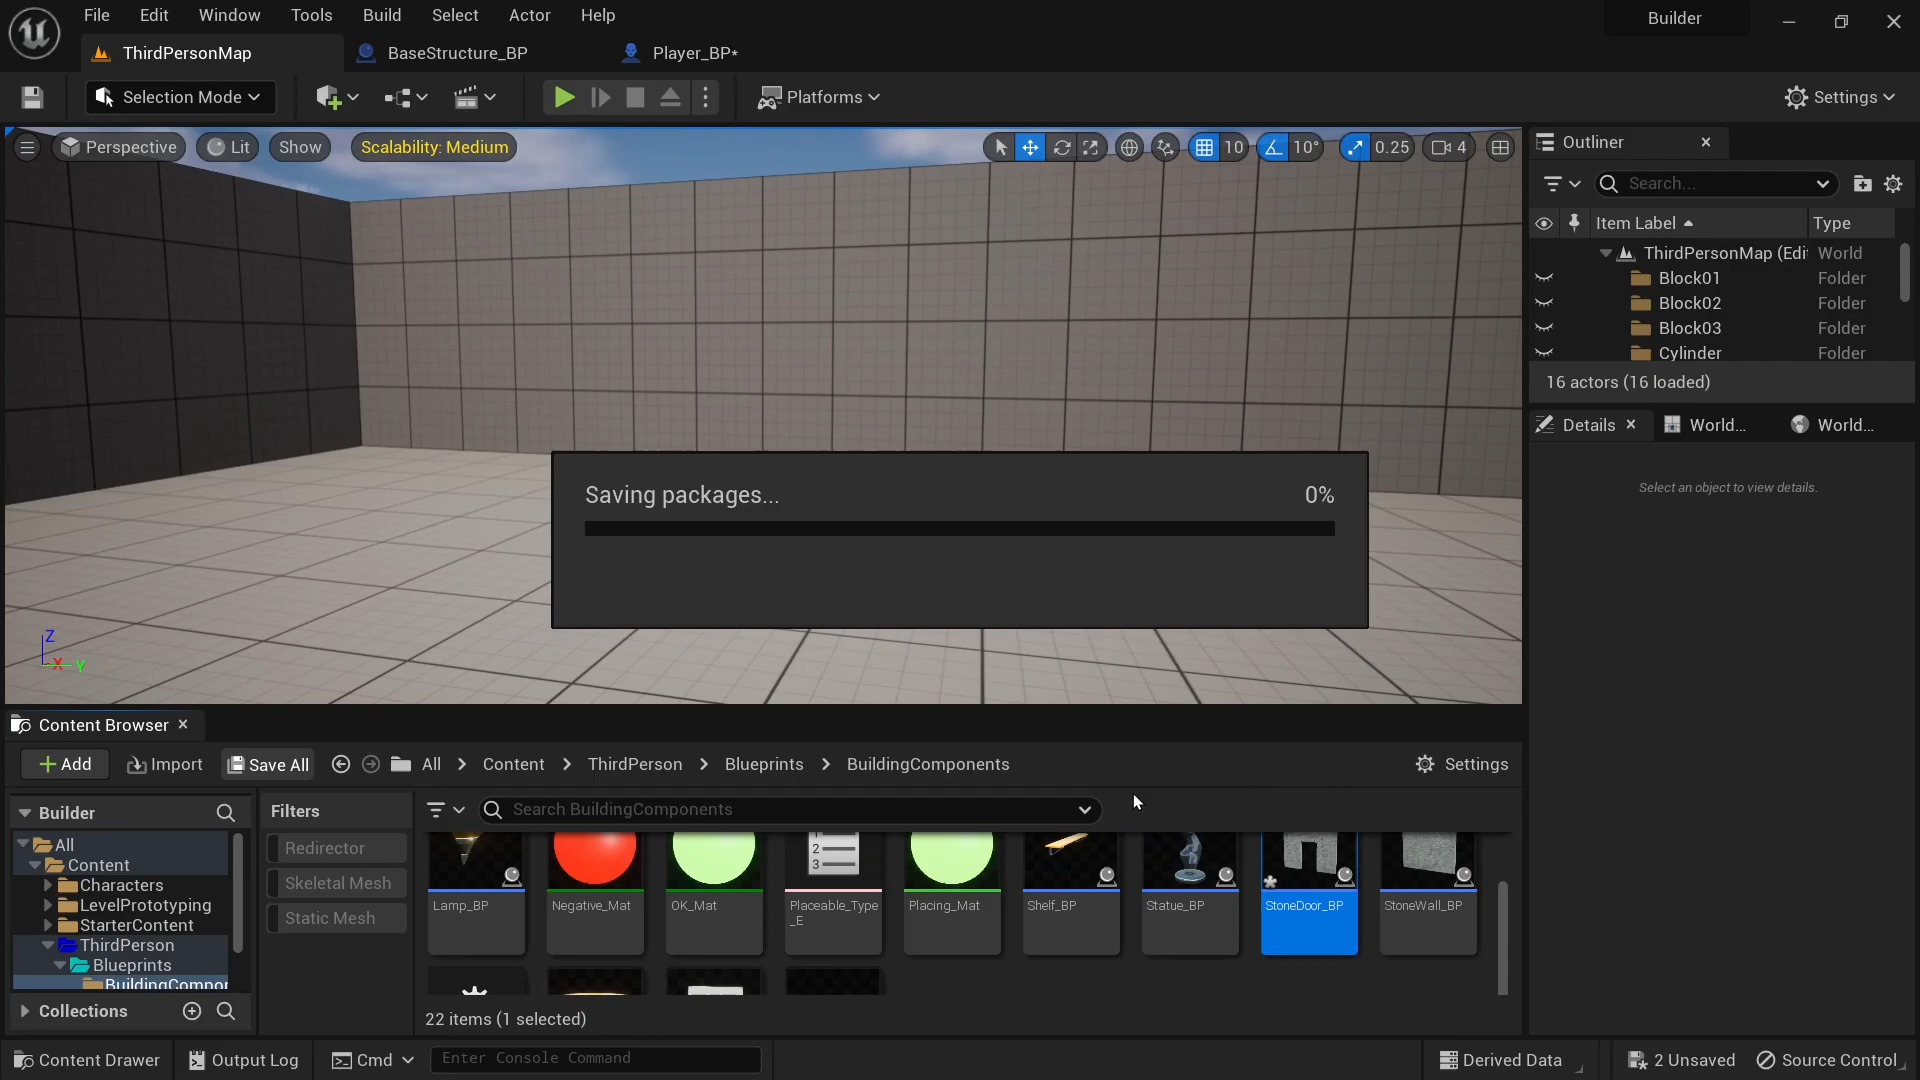 File Edit Window Tools Build Select Actor Help
Builder
ThirdPersonMap
BaseStructure_BP
Player_BP*
Selection Mode
Platforms
Settings
Perspective
Lit
Show
Scalability: Medium
10
10°
0.25
4
Outliner
Search...
Item Label
Type
ThirdPersonMap (Edi World
Block01 Folder
Block02 Folder
Block03 Folder
Cylinder Folder
16 actors (16 loaded)
Details
World...
World...
Select an object to view details.
Saving packages...
0%
Z
X
Y
Content Browser
Add
Import
Save All
All
Content
ThirdPerson
Blueprints
BuildingComponents
Settings
Builder
All
Content
Characters
LevelPrototyping
StarterContent
ThirdPerson
Blueprints
BuildingCompor
Collections
Filters
Redirector
Skeletal Mesh
Static Mesh
Search BuildingComponents
2
3
Lamp_BP
Negative_Mat
OK_Mat
Placeable_Type
_E
Placing_Mat
Shelf_BP
Statue_BP
StoneDoor_BP
StoneWall_BP
22 items (1 selected)
Content Drawer
Output Log
Cmd
Enter Console Command
Derived Data
2 Unsaved
Source Control